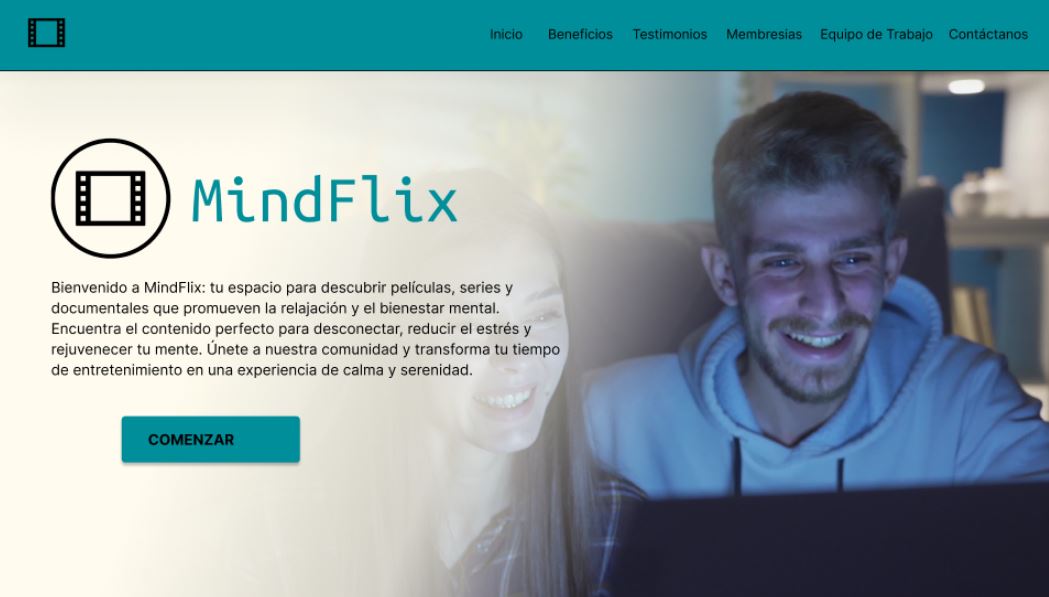 Inicio Beneficios Testimonios Membresias Equipo de Trabajo Contáctanos
MindFlix
Bienvenido a MindFlix: tu espacio para descubrir películas, series y
documentales que promueven la relajación y el bienestar mental.
Encuentra el contenido perfecto para desconectar, reducir el estrés y
rejuvenecer tu mente. Únete a nuestra comunidad y transforma tu tiempo
de entretenimiento en una experiencia de calma y serenidad.
COMENZAR